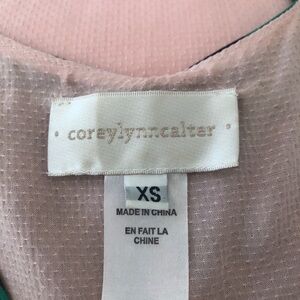 · coreylynncalter ·
XS
MADE IN CHINA
EN FAIT LA
CHINE